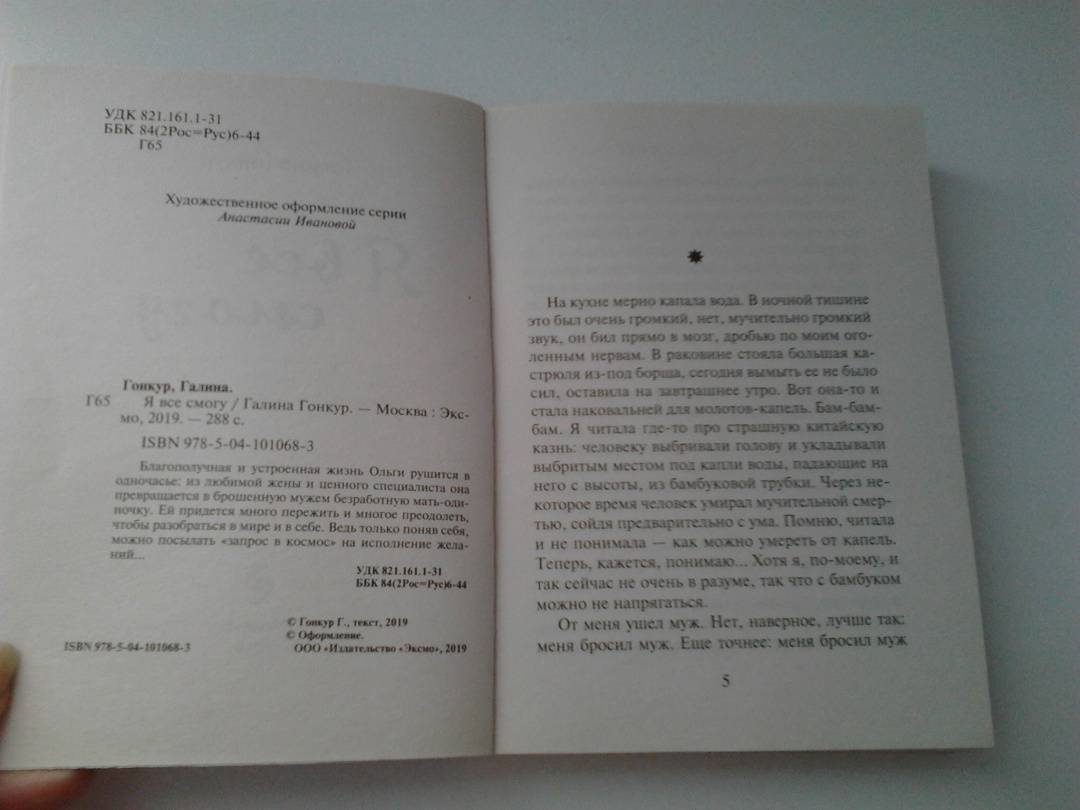 УДК 821.161.1-31
ББК 84(2Рос=Рус)6-44
Г65
Художественное оформление серии
Анастасии Ивановой
Гонкур, Галина.
Г65 Я все смогу / Галина Гонкур. — Москва : Экс-
мо, 2019. — 288 с.
ISBN 978-5-04-101068-3
Благополучная и устроенная жизнь Ольги рушится в
одночасье: из любимой жены и ценного специалиста она
превращается в брошенную мужем безработную мать-оди-
ночку. Ей придется много пережить и многое преодолеть,
чтобы разобраться в мире и в себе. Ведь только поняв себя,
можно посылать «запрос в космос» на исполнение жела-
ний...
УДК 821.161.1-31
ББК 84(2Рос=Рус)6-44
© Гонкур Г., текст, 2019
© Оформление.
ООО «Издательство «Эксмо», 2019
ISBN 978-5-04-101068-3
На кухне мерно капала вода. В ночной тишине
это был очень громкий, нет, мучительно громкий
звук, он бил прямо в мозг, дробью по моим ого-
ленным нервам. В раковине стояла большая ка-
стрюля из-под борща, сегодня вымыть ее не было
сил, оставила на завтрашнее утро. Вот она-то и
стала наковальней для молотов-капель. Бам-бам-
бам. Я читала где-то про страшную китайскую
казнь: человеку выбривали голову и укладывали
выбритым местом под капли воды, падающие на
него с высоты, из бамбуковой трубки. Через не-
которое время человек умирал мучительной смер-
тью, сойдя предварительно с ума. Помню, читала
и не понимала — как можно умереть от капель.
Теперь, кажется, понимаю... Хотя я, по-моему, и
так сейчас не очень в разуме, так что с бамбуком
можно не напрягаться.
От меня ушел муж. Нет, наверное, лучше так:
меня бросил муж. Еще точнее: меня бросил муж
5